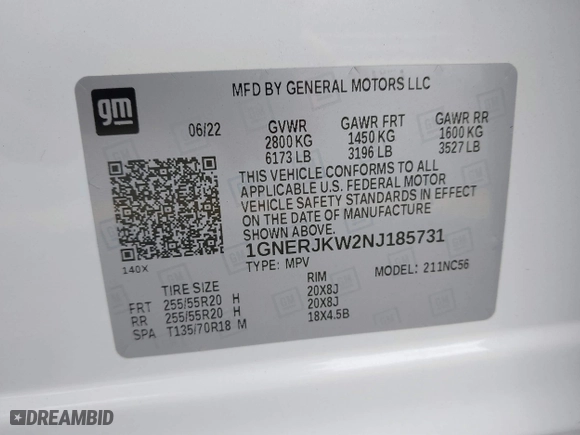 gm
MFD BY GENERAL MOTORS LLC
06/22 GVWR GAWR FRT GAWR RR
2800 KG 1450 KG 1600 KG
6173 LB 3196 LB 3527 LB
THIS VEHICLE CONFORMS TO ALL
APPLICABLE U.S. FEDERAL MOTOR
VEHICLE SAFETY STANDARDS IN EFFECT
ON THE DATE OF MANUFACTURE
SHOWN ABOVE.
1GNERJKW2NJ185731
140X TYPE: MPV MODEL: 211NC56
TIRE SIZE RIM
FRT 255/55R20 H 20X8J
RR 255/55R20 H 20X8J
SPA T135/70R18 M 18X4.5B
DREAMBID